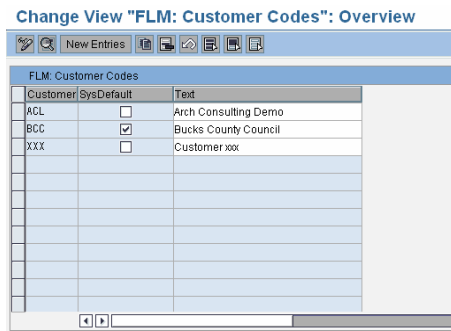 Change View "FLM: Customer Codes": Overview
New Entries
FLM: Customer Codes
Customer SysDefault Text
ACL Arch Consulting Demo
BCC Bucks County Council
XXX Customer xxx